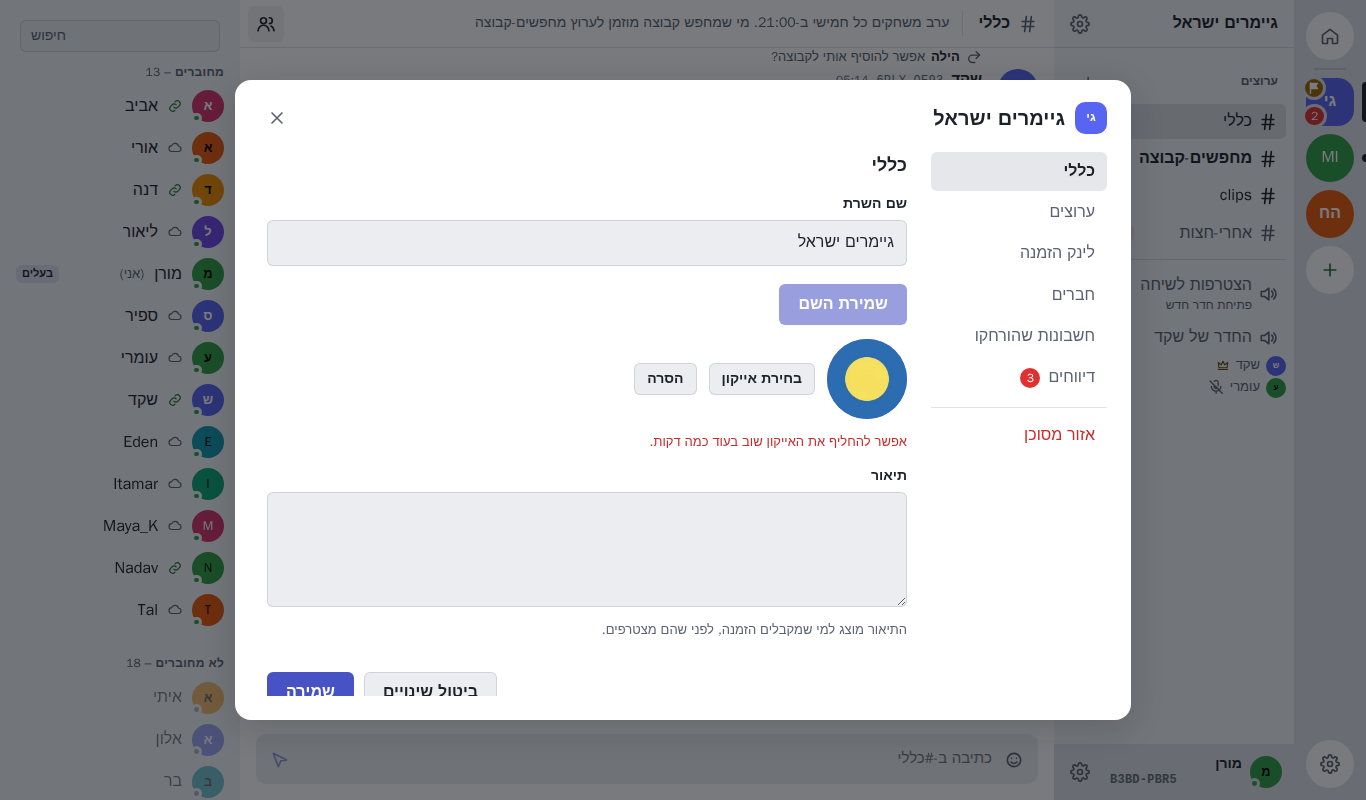 גיימרים ישראל
ערוצים
כללי
מחפשים-קבוצה
clips
אחרי-חצות
הצטרפות לשיחה
פתיחת חדר חדש
החדר של שקד
שקד
עומרי
גי
2
MI
הח
מורן
B3BD-PBR5
מ
כללי
ערב משחקים כל חמישי ב-21:00. מי שמחפש קבוצה מוזמן לערוץ מחפשים-קבוצה
הילה אפשר להוסיף אותי לקבוצה?
גי
גיימרים ישראל
כללי
ערוצים
לינק הזמנה
חברים
חשבונות שהורחקו
דיווחים 3
אזור מסוכן
כללי
שם השרת
גיימרים ישראל
שמירת השם
בחירת אייקון
הסרה
אפשר להחליף את האייקון שוב בעוד כמה דקות.
תיאור
התיאור מוצג למי שמקבלים הזמנה, לפני שהם מצטרפים.
ביטול שינויים
שמירה
כתיבה ב-#כללי
חיפוש
מחוברים – 13
א אביב
א אורי
ד דנה
ל ליאור
מ מורן (אני) בעלים
ס ספיר
ע עומרי
ש שקד
E Eden
I Itamar
M Maya_K
N Nadav
T Tal
לא מחוברים – 18
א איתי
א אלון
ב בר